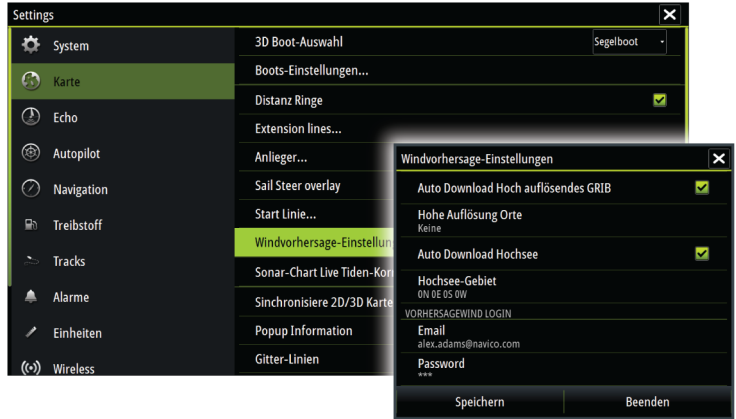 Settings
System
Karte
Echo
Autopilot
Navigation
Treibstoff
Tracks
Alarme
Einheiten
Wireless
3D Boot-Auswahl
Segelboot
Boots-Einstellungen...
Distanz Ringe
Extension lines...
Anlieger...
Sail Steer overlay
Start Linie...
Windvorhersage-Einstellun
Sonar-Chart Live Tiden-Kor
Sinchronisiere 2D/3D Karte
Popup Information
Gitter-Linien
Windvorhersage-Einstellungen
Auto Download Hoch auflösendes GRIB
Hohe Auflösung Orte
Keine
Auto Download Hochsee
Hochsee-Gebiet
0N 0E 0S 0W
VORHERSAGEWIND LOGIN
Email
alex.adams@navico.com
Password
***
Speichern
Beenden